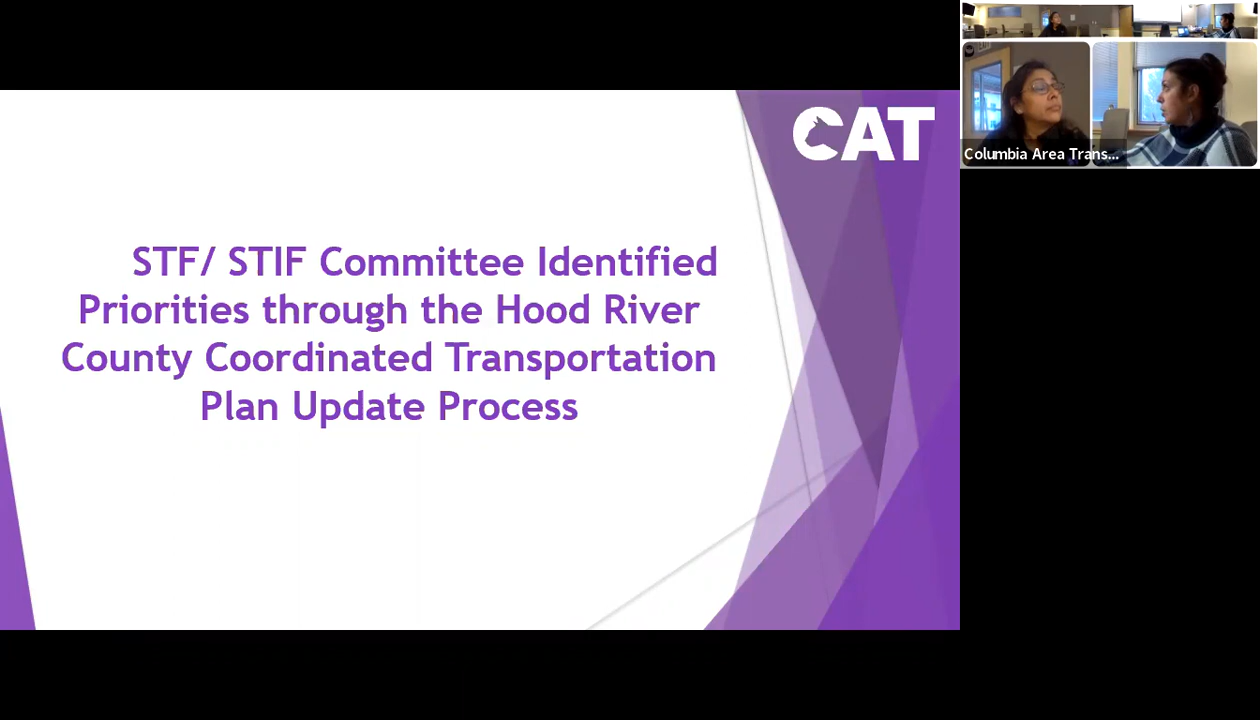 CAT
STF/ STIF Committee Identified
Priorities through the Hood River
County Coordinated Transportation
Plan Update Process
Columbia Area Trans...